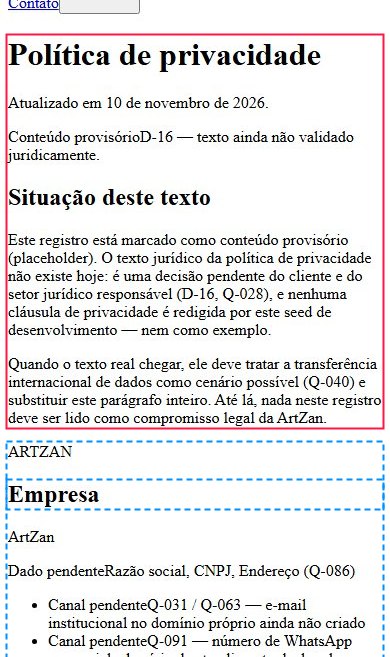 Contato
Política de privacidade
Atualizado em 10 de novembro de 2026.
Conteúdo provisórioD-16 — texto ainda não validado
juridicamente.
Situação deste texto
Este registro está marcado como conteúdo provisório
(placeholder). O texto jurídico da política de privacidade
não existe hoje: é uma decisão pendente do cliente e do
setor jurídico responsável (D-16, Q-028), e nenhuma
cláusula de privacidade é redigida por este seed de
desenvolvimento — nem como exemplo.
Quando o texto real chegar, ele deve tratar a transferência
internacional de dados como cenário possível (Q-040) e
substituir este parágrafo inteiro. Até lá, nada neste registro
deve ser lido como compromisso legal da ArtZan.
ARTZAN
Empresa
ArtZan
Dado pendenteRazão social, CNPJ, Endereço (Q-086)
• Canal pendenteQ-031 / Q-063 — e-mail
institucional no domínio próprio ainda não criado
• Canal pendenteQ-091 — número de WhatsApp